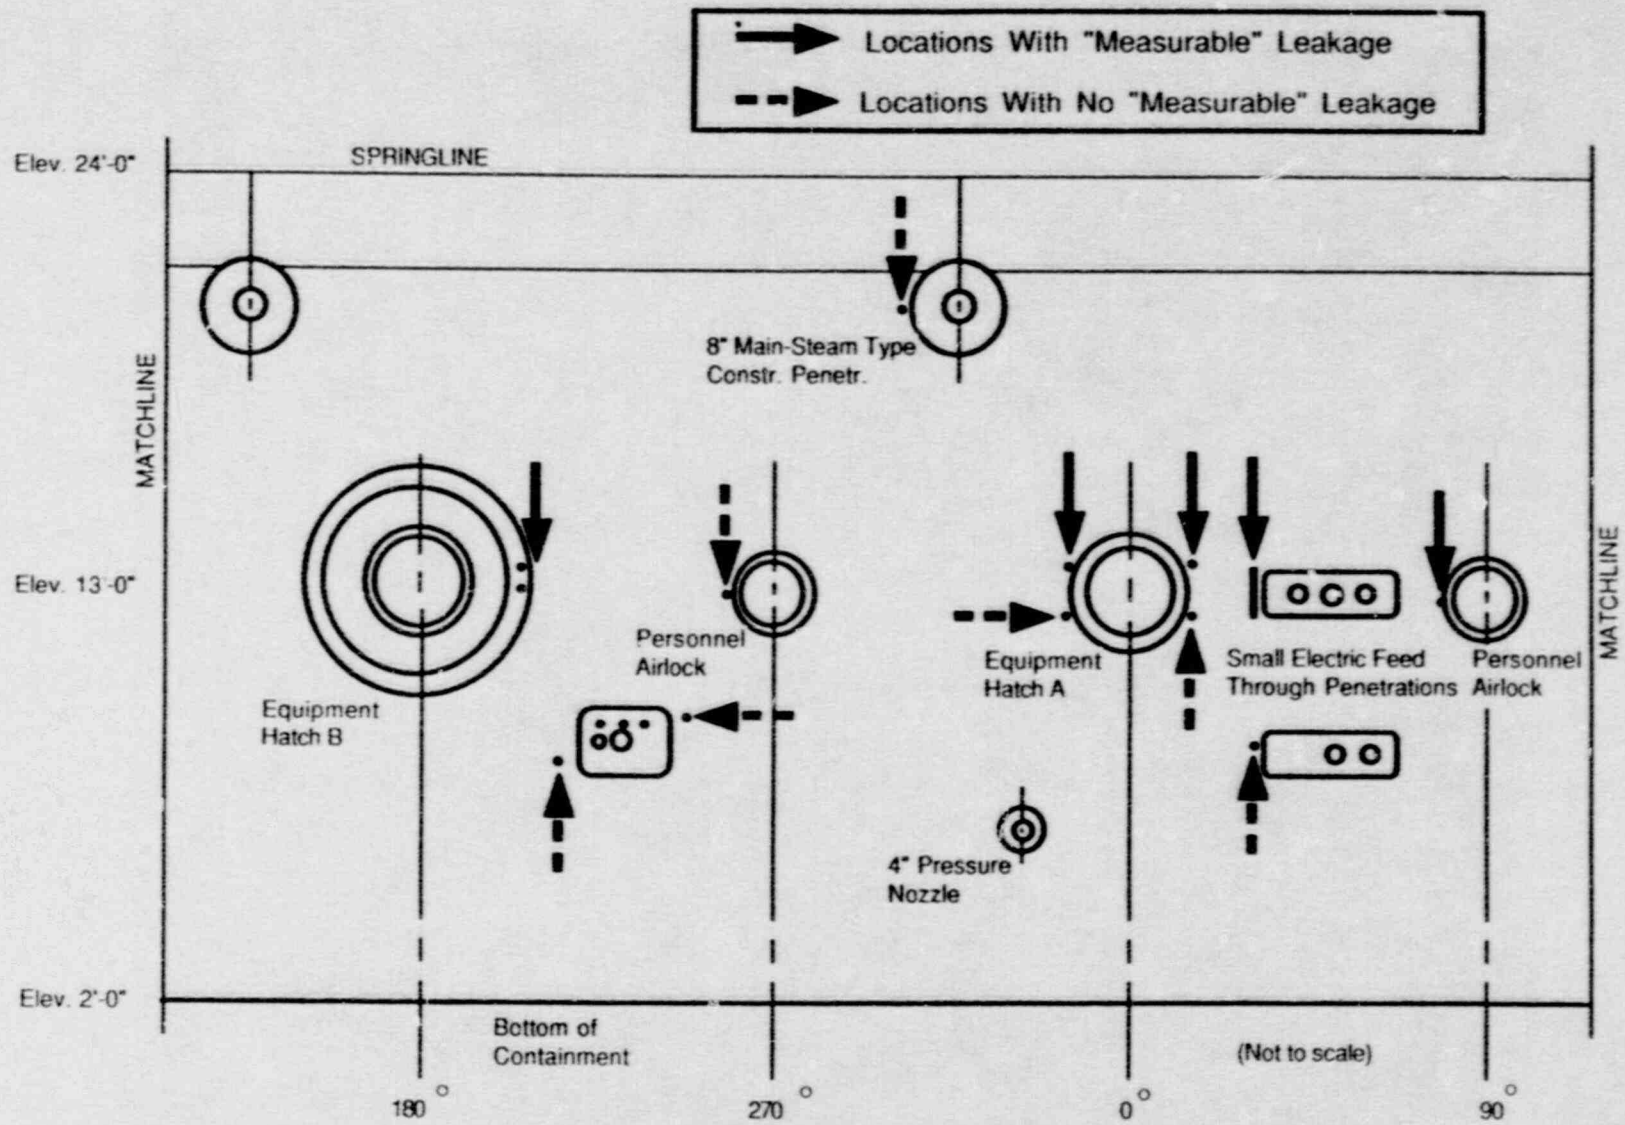 Locations With "Measurable" Leakage
Locations With No "Measurable" Leakage
Elev. 24'-0"
SPRINGLINE
MATCHLINE
8" Main-Steam Type
Constr. Penetr.
Elev. 13'-0"
MATCHLINE
Personnel
Airlock
Equipment
Hatch A
Small Electric Feed
Through Penetrations
Personnel
Airlock
Equipment
Hatch B
4" Pressure
Nozzle
Elev. 2'-0"
Bottom of
Containment
(Not to scale)
180°
270°
0°
90°